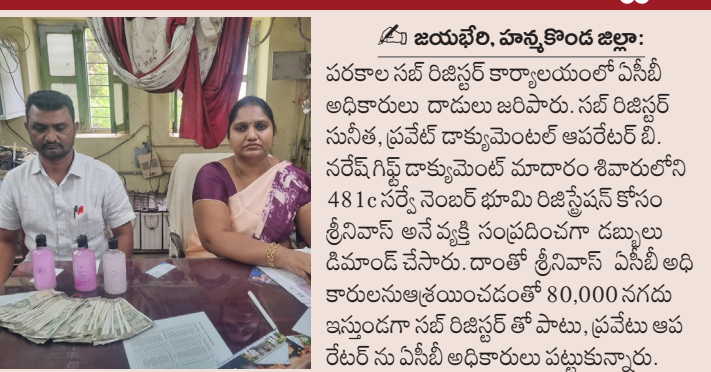 ✍ జయభేరి, హన్మకొండ జిల్లా:
పరకాల సబ్ రిజిస్టర్ కార్యాలయంలో ఏసీబీ
అధికారులు దాడులు జరిపారు. సబ్ రిజిస్టర్
సునీత, ప్రవేట్ డాక్యుమెంటల్ ఆపరేటర్ బి.
నరేష్ గిఫ్ట్ డాక్యుమెంట్ మాదారం శివారులోని
481c సర్వే నెంబర్ భూమి రిజిస్ట్రేషన్ కోసం
శ్రీనివాస్ అనే వ్యక్తి సంప్రదించగా డబ్బులు
డిమాండ్ చేసారు. దాంతో శ్రీనివాస్ ఏసీబీ అధి
కారులనుఆశ్రయించడంతో 80,000 నగదు
ఇస్తుండగా సబ్ రిజిస్టర్ తో పాటు, ప్రవేటు ఆప
రేటర్ ను ఏసీబీ అధికారులు పట్టుకున్నారు.